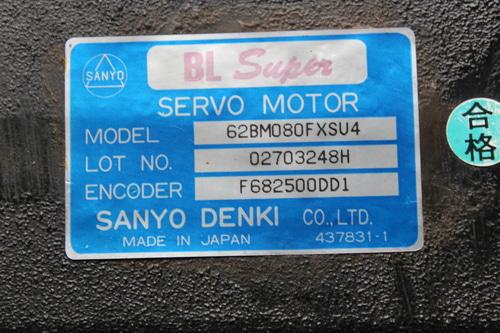 SANYO
BL Super
SERVO MOTOR
MODEL 62BM080FXSU4
LOT NO. 02703248H
ENCODER F682500DD1
SANYO DENKI CO., LTD.
MADE IN JAPAN 437831-1
合格